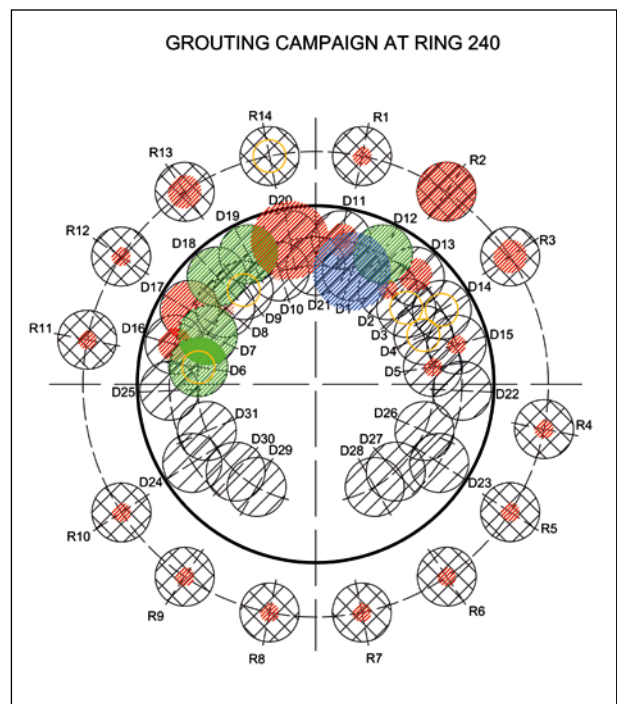 GROUTING CAMPAIGN AT RING 240
R14
R1
R13
R2
D20
D11
D19
D12
R12
D18
D13
R3
D17
D14
D10
D21
D1
D9
D2
R11
D16
D8
D3
D15
D7
D4
D6
D5
D25
D22
D31
D26
R4
D30
D27
D29
D28
D24
D23
R10
R5
R9
R6
R8
R7